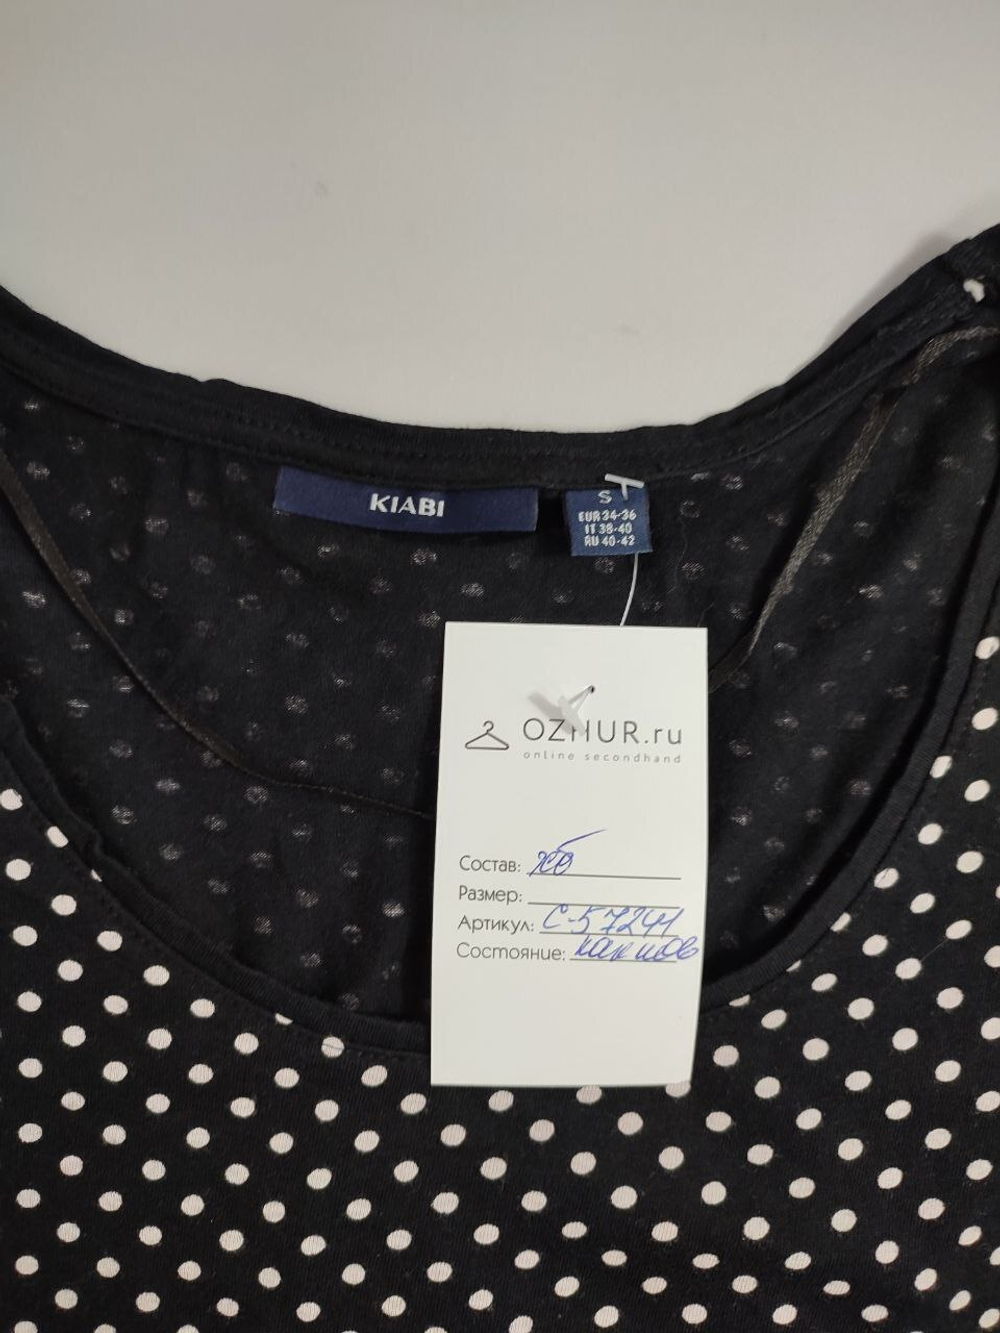 KIABI
S
EUR 34-36
IT 38-40
RU 40-42
OZHUR.ru
online secondhand
Состав: хб
Размер:
Артикул: С-57241
Состояние: как нов